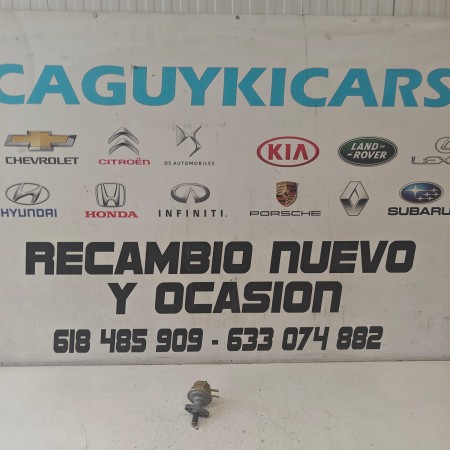 CAGUYKICARS
CHEVROLET CITROËN DS AUTOMOBILES KIA LAND-ROVER LEX
HYUNDAI HONDA INFINITI PORSCHE SUBARU
RECAMBIO NUEVO
Y OCASION
618 485 909 - 633 074 882